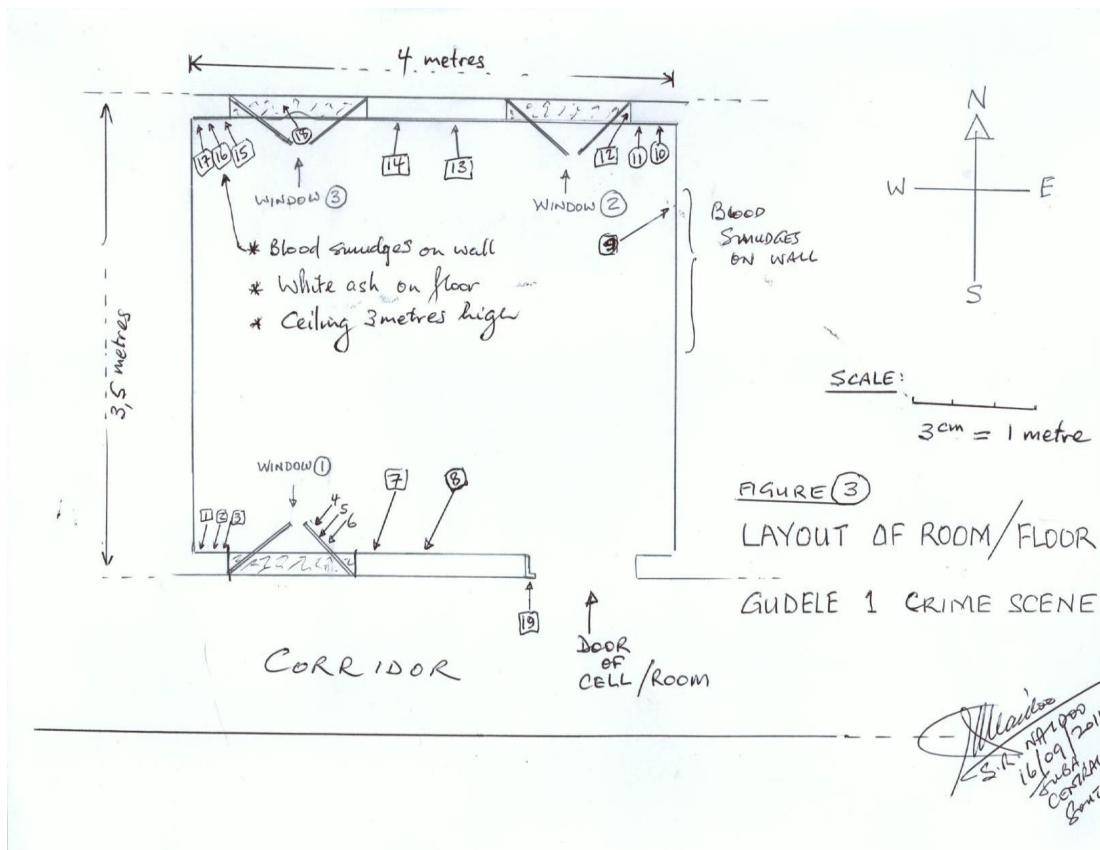 4 metres
N
W E
S
17 16 15
18
14
13
12
11
10
WINDOW 3
WINDOW 2
9
BLOOD
SMUDGES
ON WALL
* Blood smudges on wall
* White ash on floor
* Ceiling 3 metres high
3,5 metres
SCALE:
3cm = 1 metre
WINDOW 1
1 2 3
4
5
6
7
8
FIGURE 3
LAYOUT OF ROOM/FLOOR
GUDELE 1 CRIME SCENE
19
CORRIDOR
DOOR
OF
CELL/ROOM
S.R. NAIDOO
16/09/201
JUBA
CENTRAL